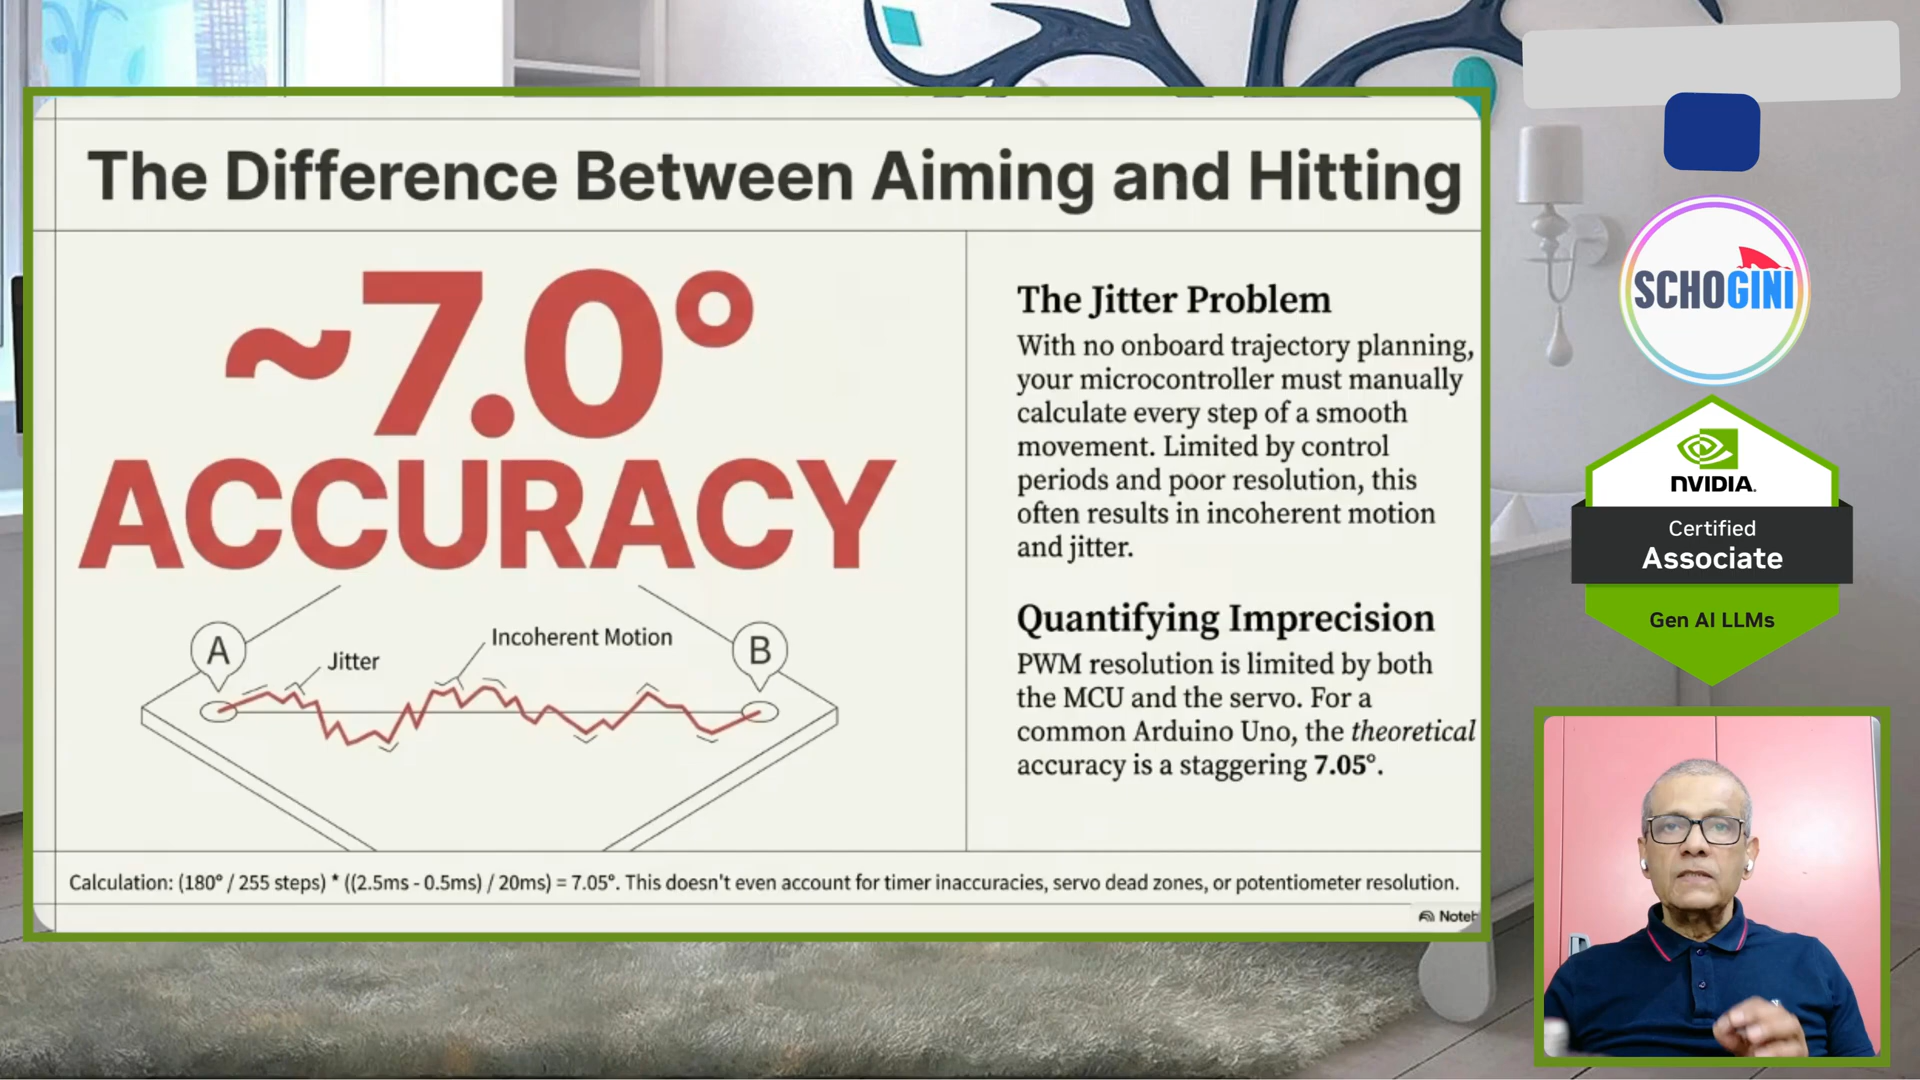 The Difference Between Aiming and Hitting
~7.0°
ACCURACY
A
Jitter
Incoherent Motion
B
The Jitter Problem
With no onboard trajectory planning,
your microcontroller must manually
calculate every step of a smooth
movement. Limited by control
periods and poor resolution, this
often results in incoherent motion
and jitter.
Quantifying Imprecision
PWM resolution is limited by both
the MCU and the servo. For a
common Arduino Uno, the theoretical
accuracy is a staggering 7.05°.
Calculation: (180° / 255 steps) * ((2.5ms - 0.5ms) / 20ms) = 7.05°. This doesn't even account for timer inaccuracies, servo dead zones, or potentiometer resolution.
SCHOGINI
NVIDIA.
Certified
Associate
Gen AI LLMs